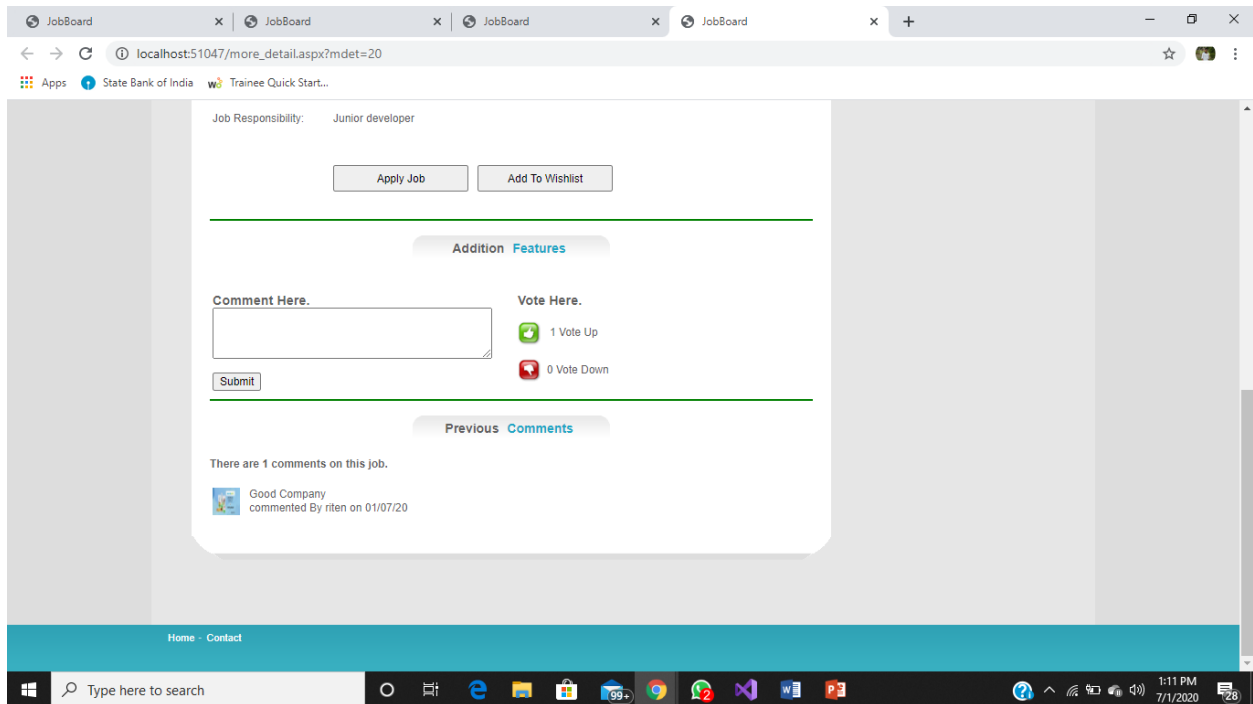 JobBoard JobBoard JobBoard JobBoard
localhost:51047/more_detail.aspx?mdet=20
Apps State Bank of India Trainee Quick Start...
Job Responsibility: Junior developer
Apply Job Add To Wishlist
Addition Features
Comment Here. Vote Here.
1 Vote Up
0 Vote Down
Submit
Previous Comments
There are 1 comments on this job.
Good Company
commented By riten on 01/07/20
Home - Contact
Type here to search 99+ 2 1:11 PM
7/1/2020 28